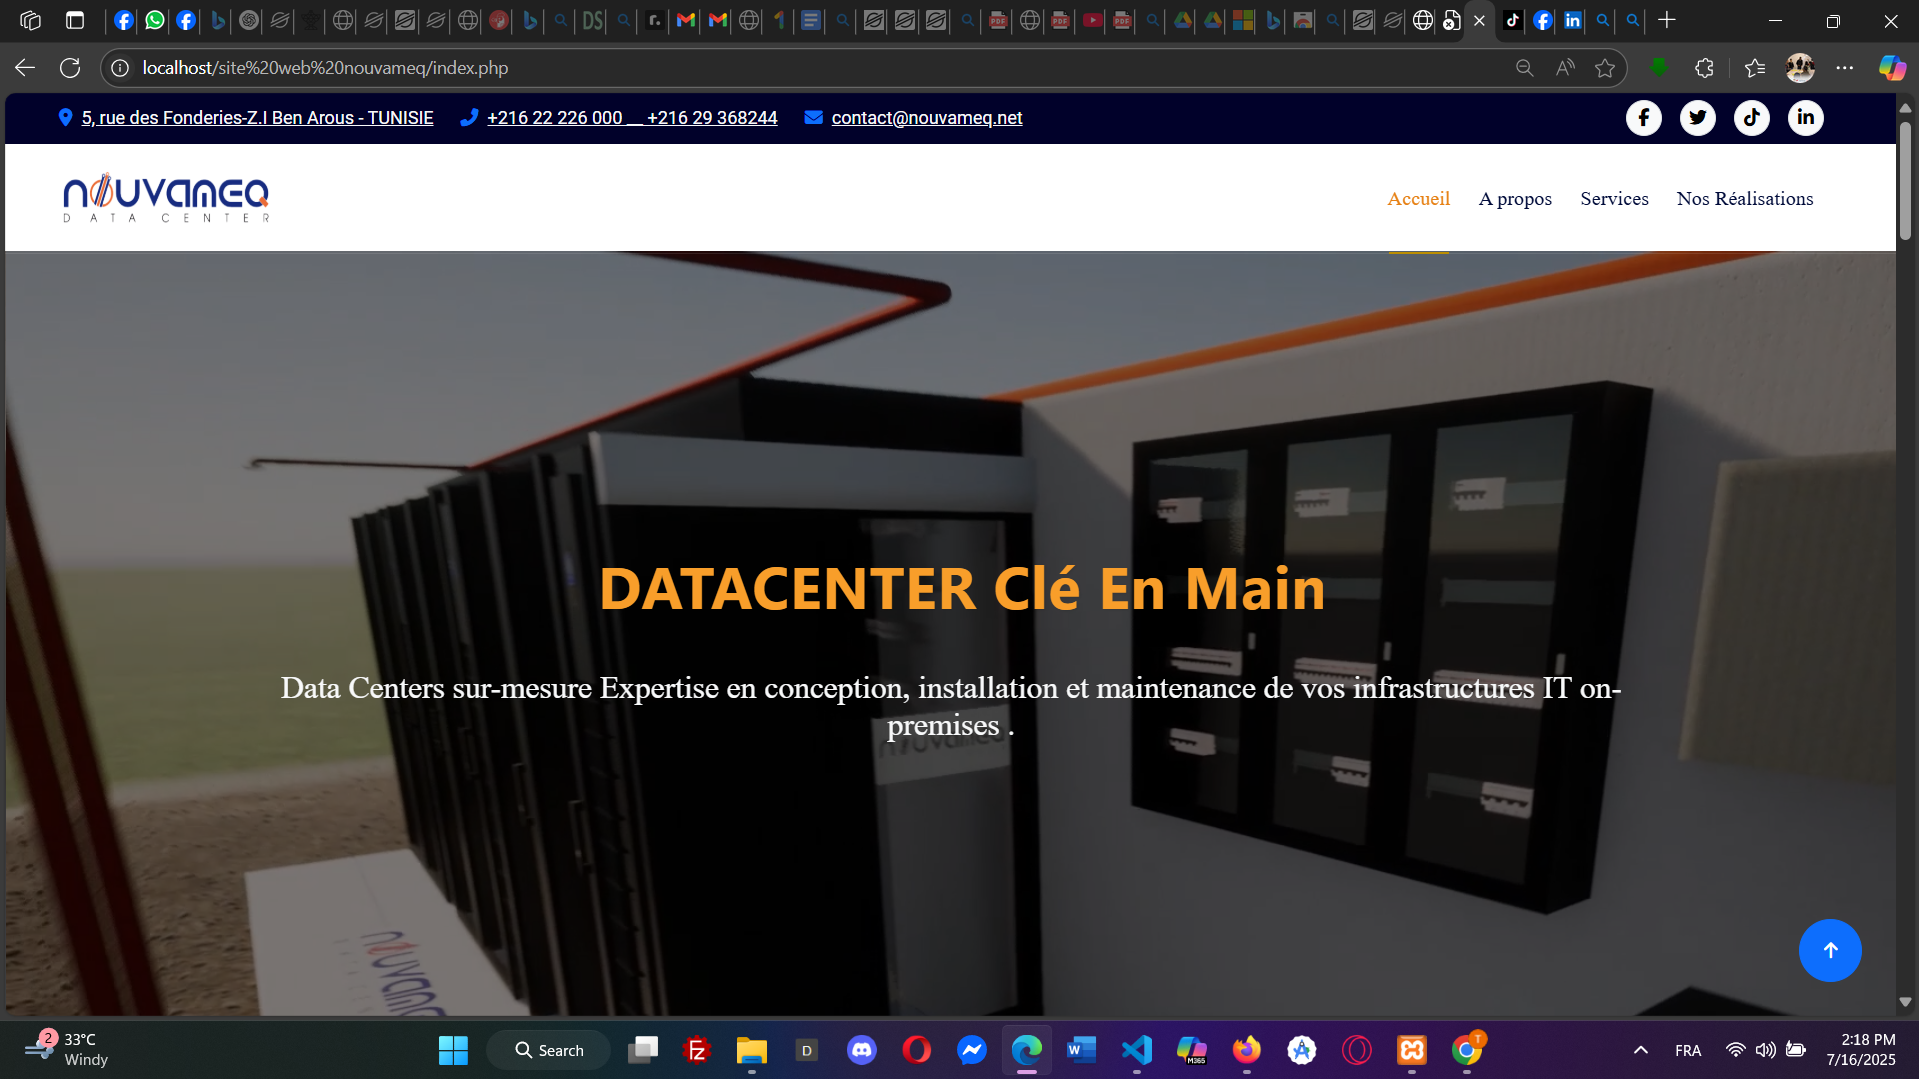 localhost/site%20web%20nouvameq/index.php
5, rue des Fonderies-Z.I Ben Arous - TUNISIE
+216 22 226 000 __ +216 29 368244
contact@nouvameq.net
nouvameq
DATA CENTER
Accueil
A propos
Services
Nos Réalisations
DATACENTER Clé En Main
Data Centers sur-mesure Expertise en conception, installation et maintenance de vos infrastructures IT on-
premises .
nouvameq
nouvameq
2
33°C
Windy
Search
FRA
2:18 PM
7/16/2025